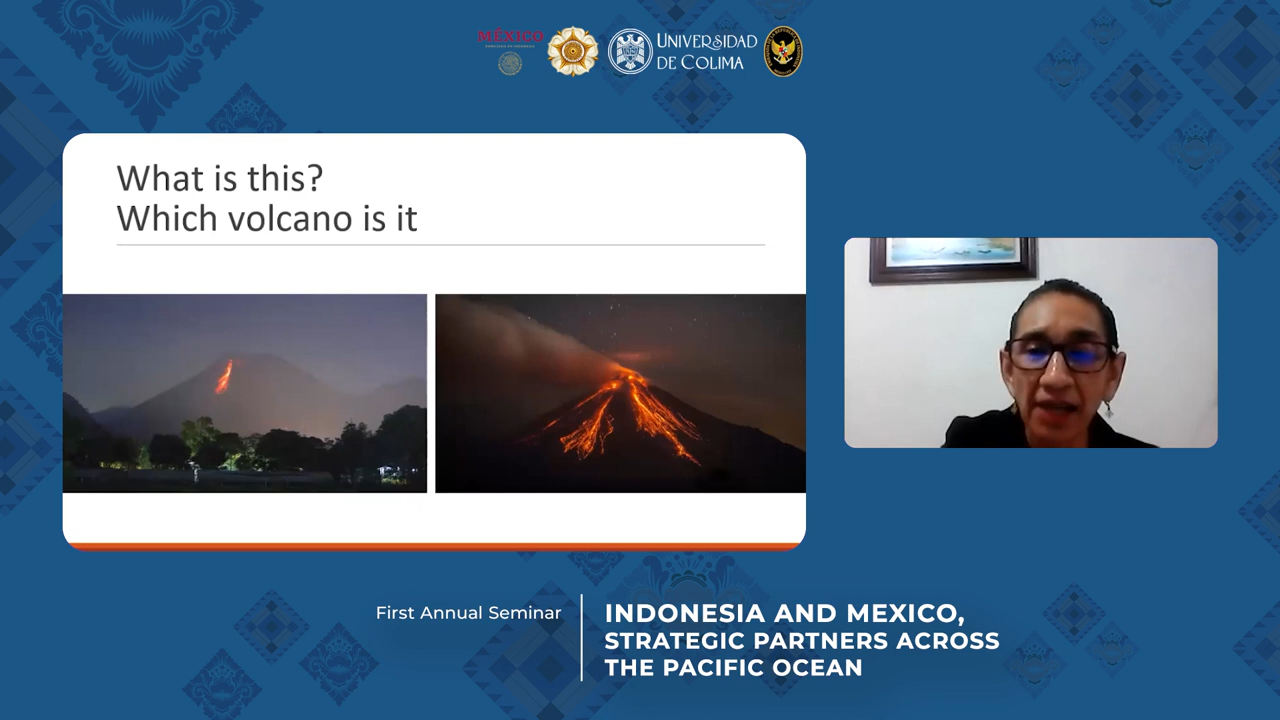 MÉXICO
UNIVERSIDAD
DE COLIMA
What is this?
Which volcano is it
First Annual Seminar
INDONESIA AND MEXICO,
STRATEGIC PARTNERS ACROSS
THE PACIFIC OCEAN